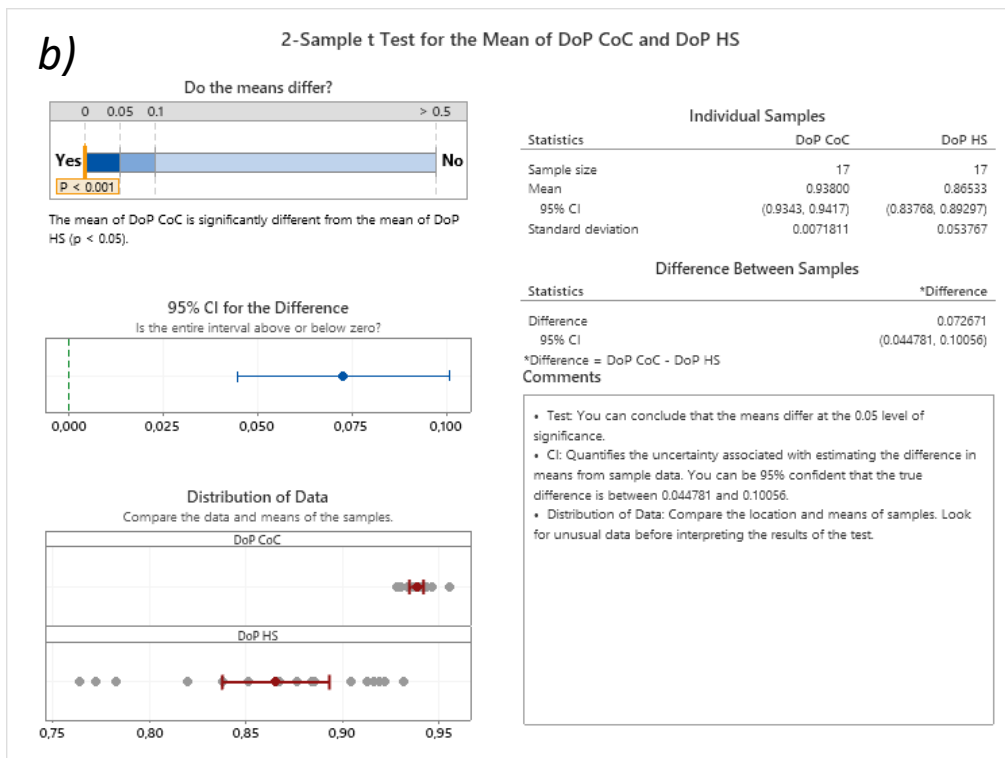 b)
2-Sample t Test for the Mean of DoP CoC and DoP HS
Do the means differ?
0 0.05 0.1 > 0.5
Yes No
P < 0.001
The mean of DoP CoC is significantly different from the mean of DoP
HS (p < 0.05).
95% CI for the Difference
Is the entire interval above or below zero?
0,000 0,025 0,050 0,075 0,100
Distribution of Data
Compare the data and means of the samples.
DoP CoC
DoP HS
0,75 0,80 0,85 0,90 0,95
Individual Samples
Statistics DoP CoC DoP HS
Sample size 17 17
Mean 0.93800 0.86533
95% CI (0.9343, 0.9417) (0.83768, 0.89297)
Standard deviation 0.0071811 0.053767
Difference Between Samples
Statistics *Difference
Difference 0.072671
95% CI (0.044781, 0.10056)
*Difference = DoP CoC - DoP HS
Comments
• Test: You can conclude that the means differ at the 0.05 level of
significance.
• CI: Quantifies the uncertainty associated with estimating the difference in
means from sample data. You can be 95% confident that the true
difference is between 0.044781 and 0.10056.
• Distribution of Data: Compare the location and means of samples. Look
for unusual data before interpreting the results of the test.